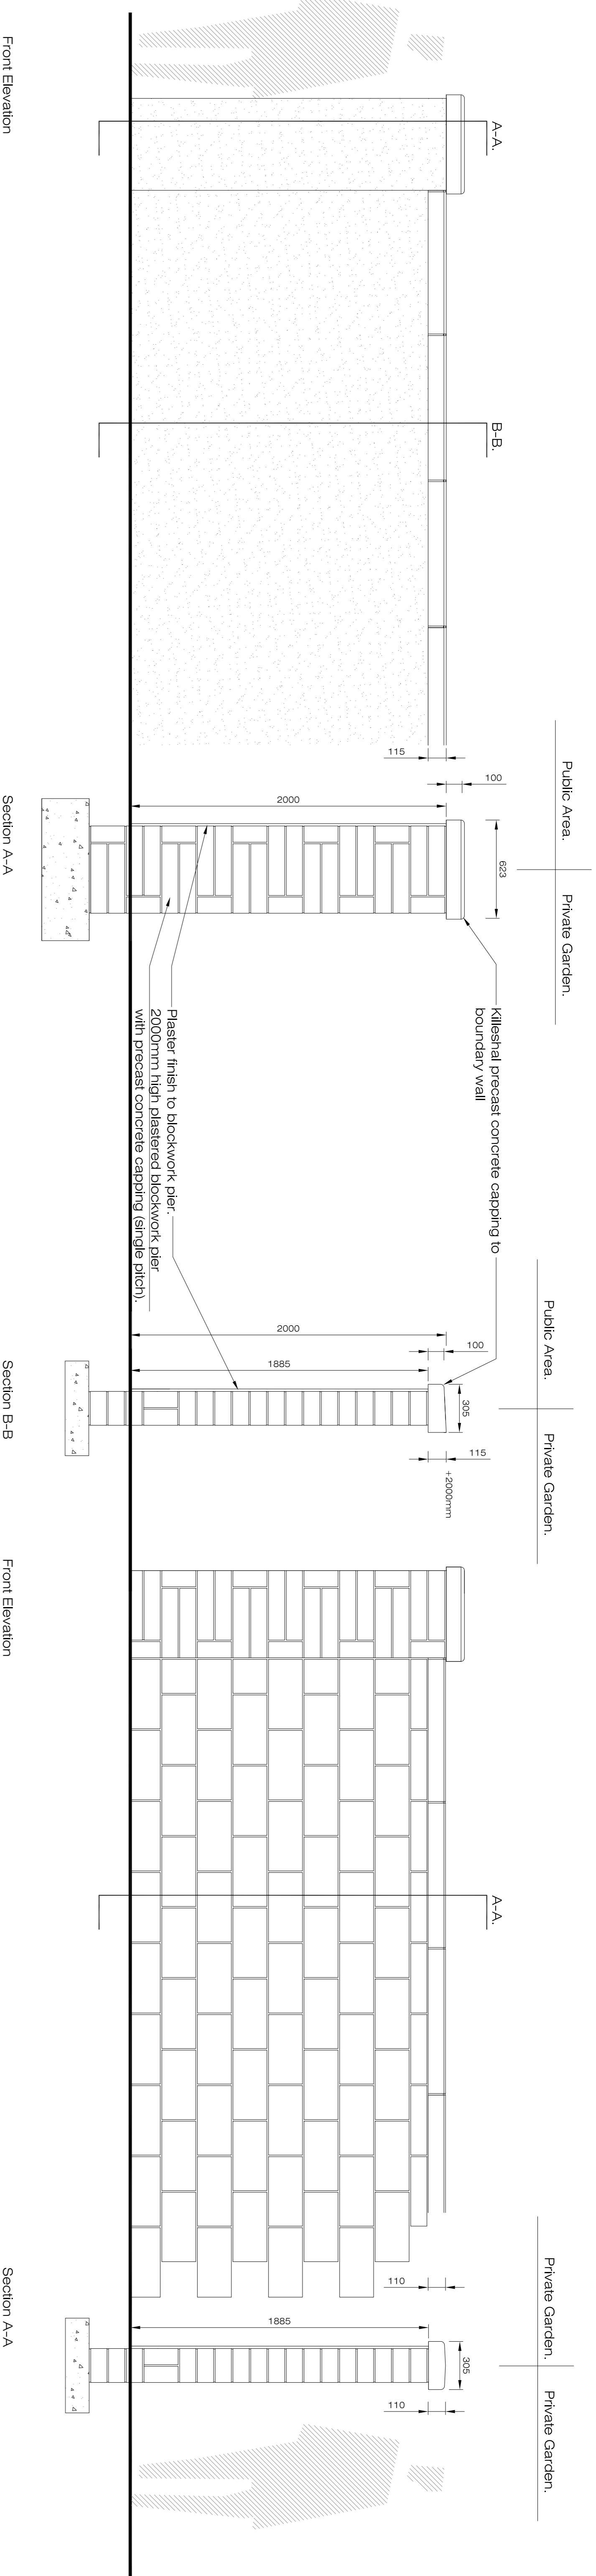 Front Elevation
A-A.
B-B.
115
100
2000
623
Public Area.
Private Garden.
Section A-A
Killeshal precast concrete capping to
boundary wall
Plaster finish to blockwork pier.
2000mm high plastered blockwork pier
with precast concrete capping (single pitch).
Public Area.
Private Garden.
2000
1885
100
305
115
+2000mm
Section B-B
Front Elevation
A-A.
110
1885
305
110
Private Garden.
Private Garden.
Section A-A